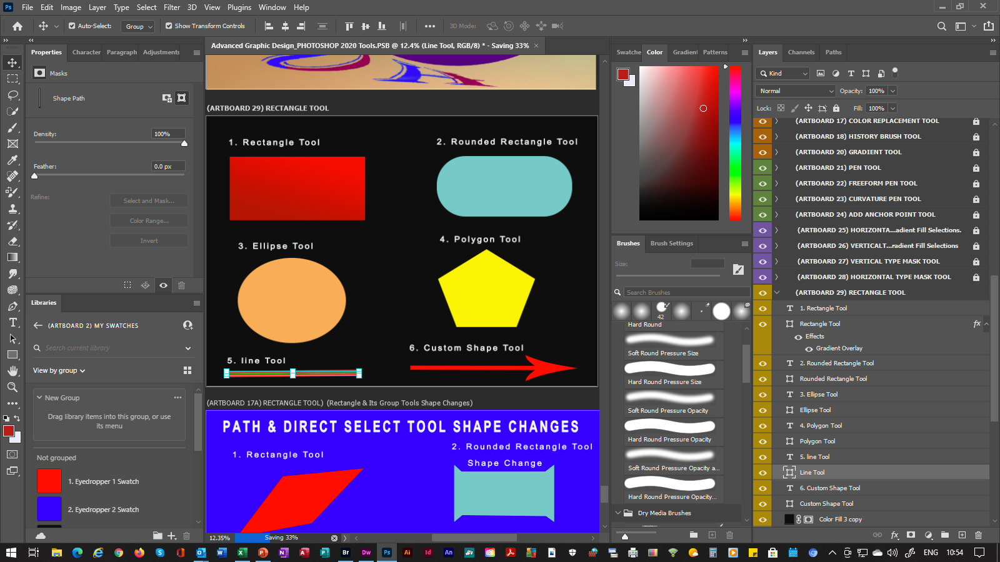 Ps File Edit Image Layer Type Select Filter 3D View Plugins Window Help
Auto-Select: Group Show Transform Controls 3D Mode:
Properties Character Paragraph Adjustments
Masks
Shape Path
Density: 100%
Feather: 0.0 px
Refine: Select and Mask...
Color Range...
Invert
Libraries
(ARTBOARD 2) MY SWATCHES
Search current library
View by group
New Group
Drag library items into this group, or use
its menu
Not grouped
1. Eyedropper 1 Swatch
2. Eyedropper 2 Swatch
Advanced Graphic Design_PHOTOSHOP 2020 Tools.PSB @ 12.4% (Line Tool, RGB/8) * - Saving 33%
(ARTBOARD 29) RECTANGLE TOOL
1. Rectangle Tool
2. Rounded Rectangle Tool
3. Ellipse Tool
4. Polygon Tool
5. line Tool
6. Custom Shape Tool
(ARTBOARD 17A) RECTANGLE TOOL) (Rectangle & Its Group Tools Shape Changes)
PATH & DIRECT SELECT TOOL SHAPE CHANGES
1. Rectangle Tool
2. Rounded Rectangle Tool
Shape Change
12.35% Saving 33%
Swatche Color Gradient Patterns
Brushes Brush Settings
Size:
Search Brushes
42
Hard Round
Soft Round Pressure Size
Hard Round Pressure Size
Soft Round Pressure Opacity
Hard Round Pressure Opacity
Soft Round Pressure Opacity a...
Hard Round Pressure Opacity...
Dry Media Brushes
Layers Channels Paths
Kind
Normal Opacity: 100%
Lock: Fill: 100%
(ARTBOARD 17) COLOR REPLACEMENT TOOL
(ARTBOARD 18) HISTORY BRUSH TOOL
(ARTBOARD 20) GRADIENT TOOL
(ARTBOARD 21) PEN TOOL
(ARTBOARD 22) FREEFORM PEN TOOL
(ARTBOARD 23) CURVATURE PEN TOOL
(ARTBOARD 24) ADD ANCHOR POINT TOOL
(ARTBOARD 25) HORIZONTA...adient Fill Selections.
(ARTBOARD 26) VERTICALT...radient Fill Selections
(ARTBOARD 27) VERTICAL TYPE MASK TOOL
(ARTBOARD 28) HORIZONTAL TYPE MASK TOOL
(ARTBOARD 29) RECTANGLE TOOL
1. Rectangle Tool
Rectangle Tool fx
Effects
Gradient Overlay
2. Rounded Rectangle Tool
Rounded Rectangle Tool
3. Ellipse Tool
Ellipse Tool
4. Polygon Tool
Polygon Tool
5. line Tool
Line Tool
6. Custom Shape Tool
Custom Shape Tool
Color Fill 3 copy
fx
Br Dw Ps Ai Id An
ENG 10:54